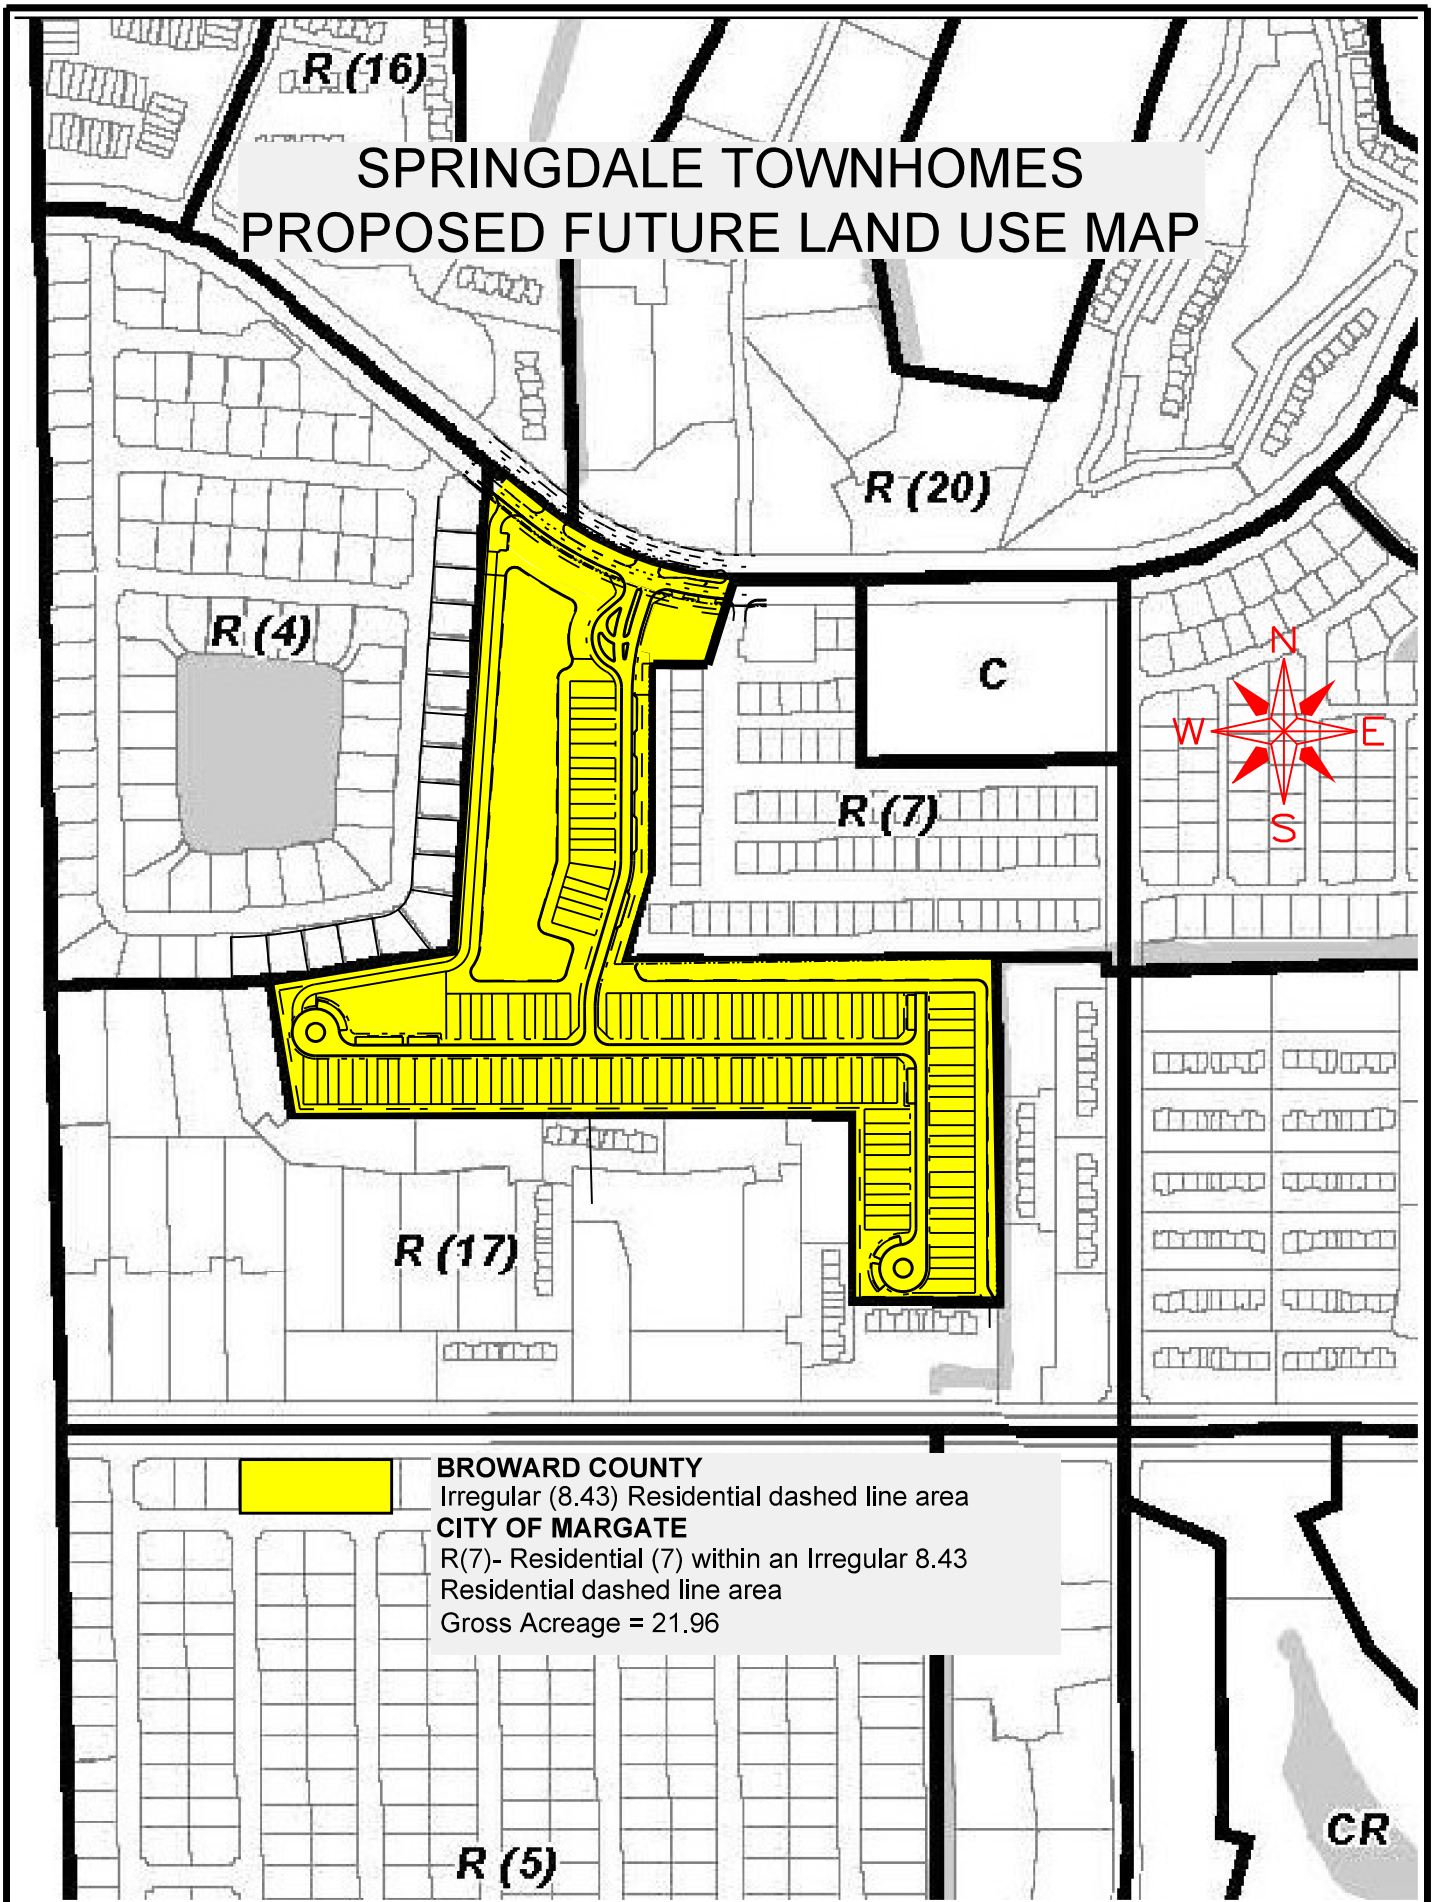 R (16)
SPRINGDALE TOWNHOMES
PROPOSED FUTURE LAND USE MAP
R (20)
R (4)
C
N
W
E
S
R (7)
R (17)
BROWARD COUNTY
Irregular (8.43) Residential dashed line area
CITY OF MARGATE
R(7)- Residential (7) within an Irregular 8.43
Residential dashed line area
Gross Acreage = 21.96
CR
R (5)